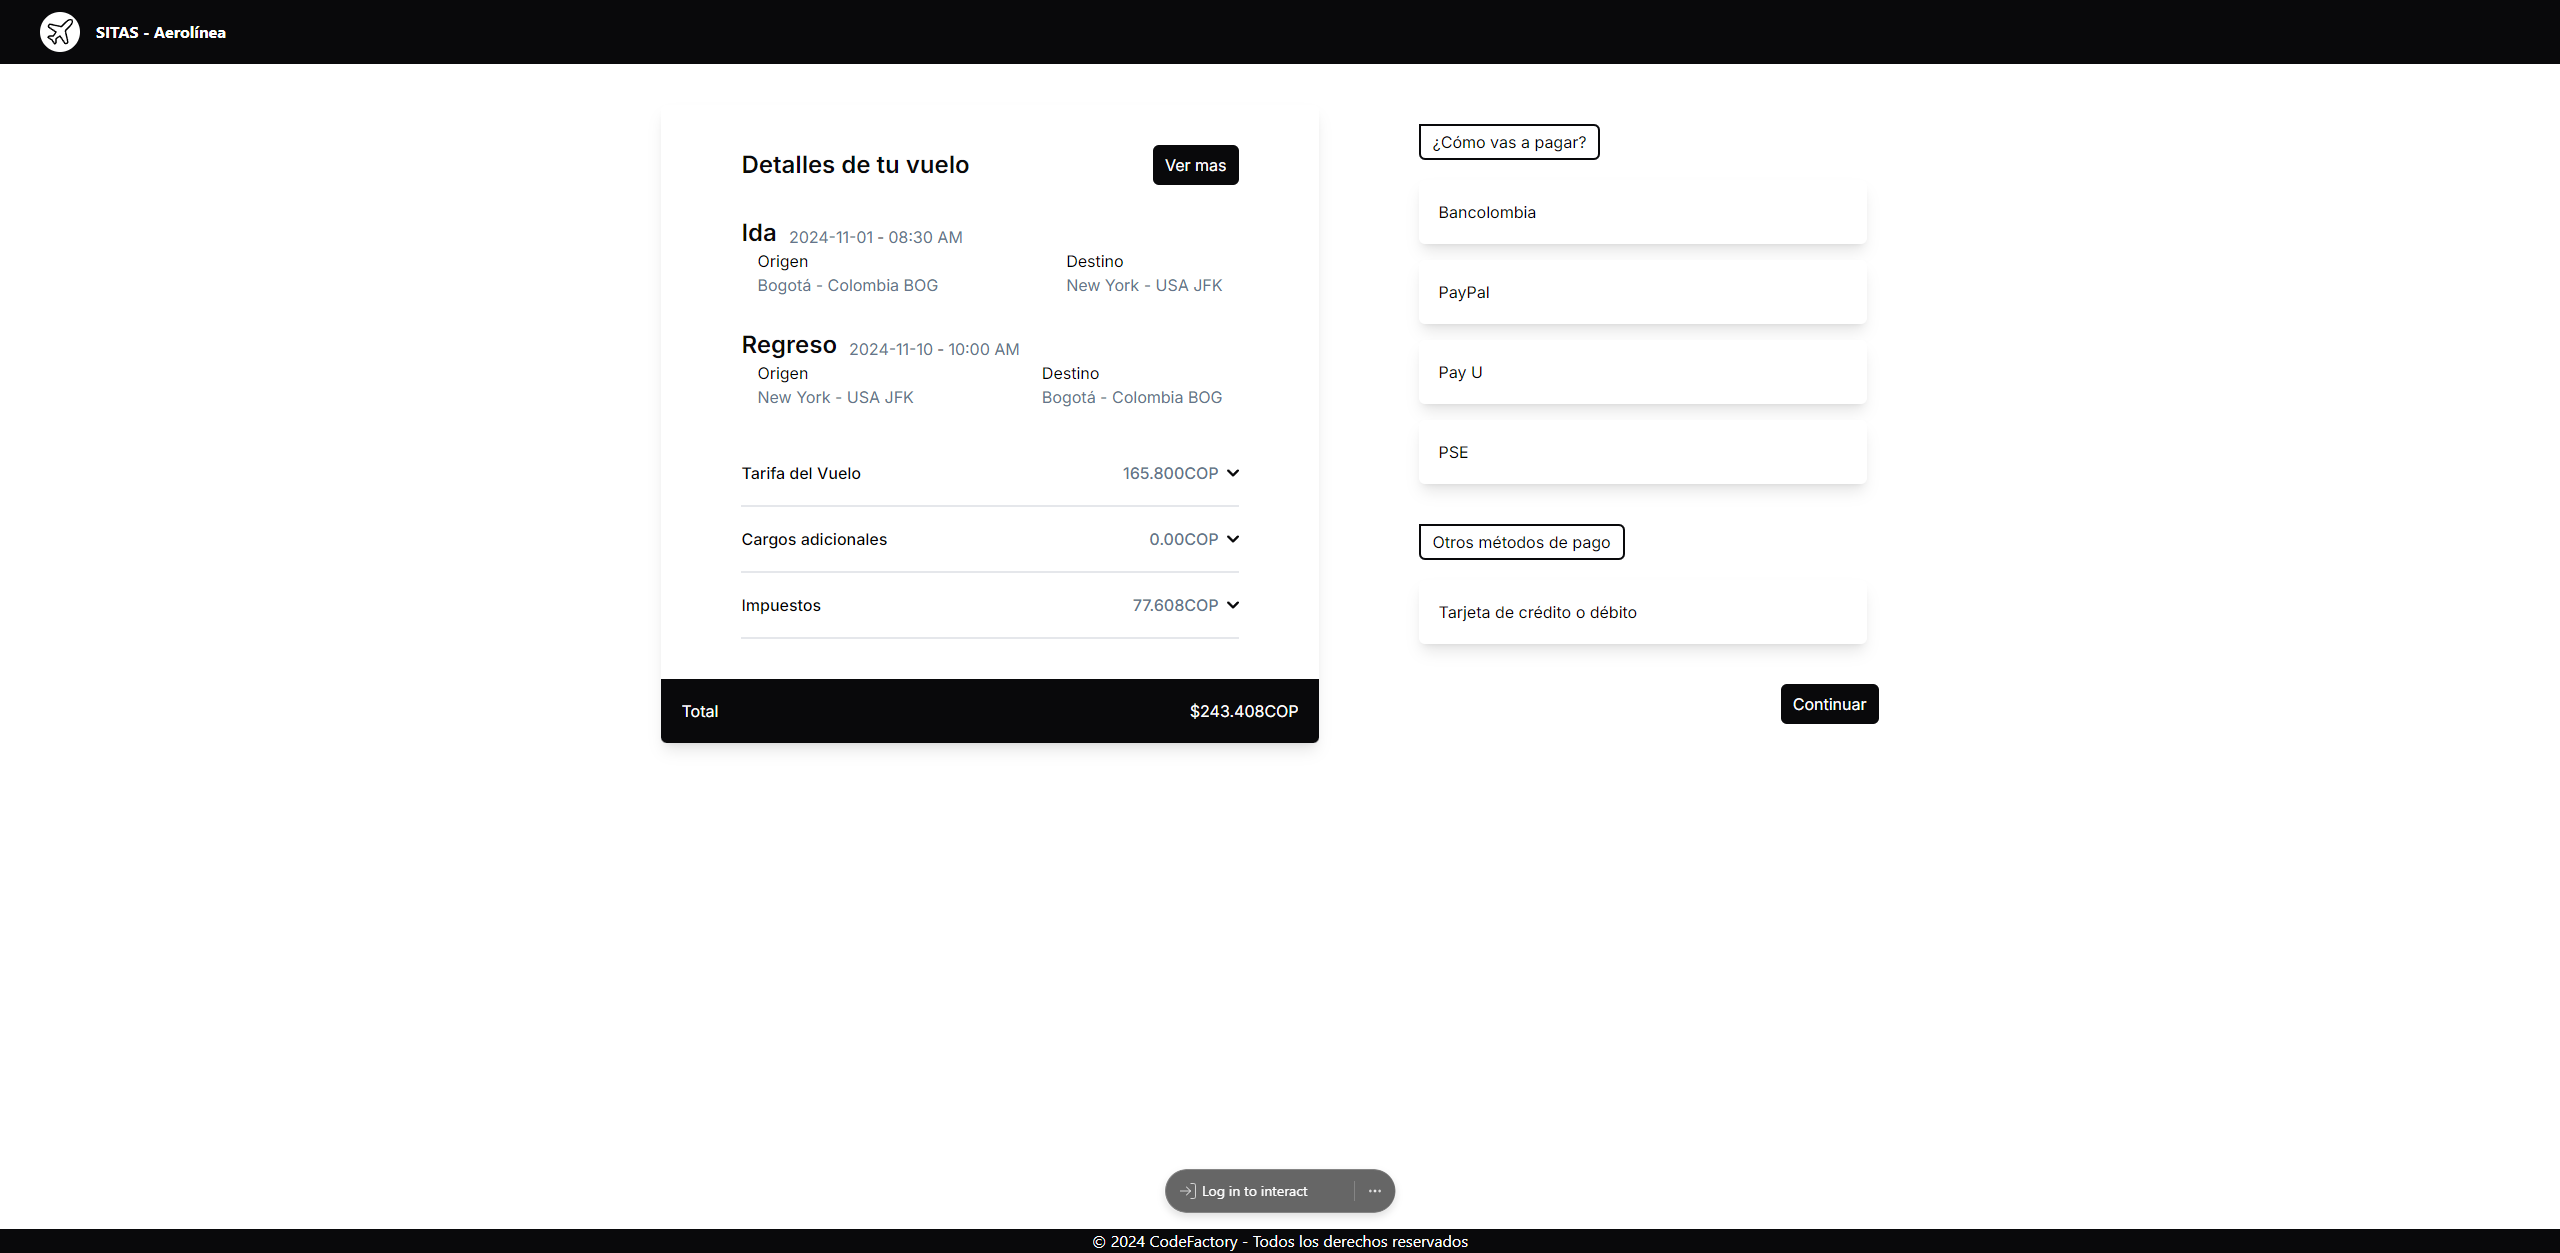 SITAS - Aerolínea
Detalles de tu vuelo
Ver mas
Ida 2024-11-01 - 08:30 AM
Origen Destino
Bogotá - Colombia BOG New York - USA JFK
Regreso 2024-11-10 - 10:00 AM
Origen Destino
New York - USA JFK Bogotá - Colombia BOG
Tarifa del Vuelo 165.800COP
Cargos adicionales 0.00COP
Impuestos 77.608COP
Total $243.408COP
¿Cómo vas a pagar?
Bancolombia
PayPal
Pay U
PSE
Otros métodos de pago
Tarjeta de crédito o débito
Continuar
Log in to interact
© 2024 CodeFactory - Todos los derechos reservados